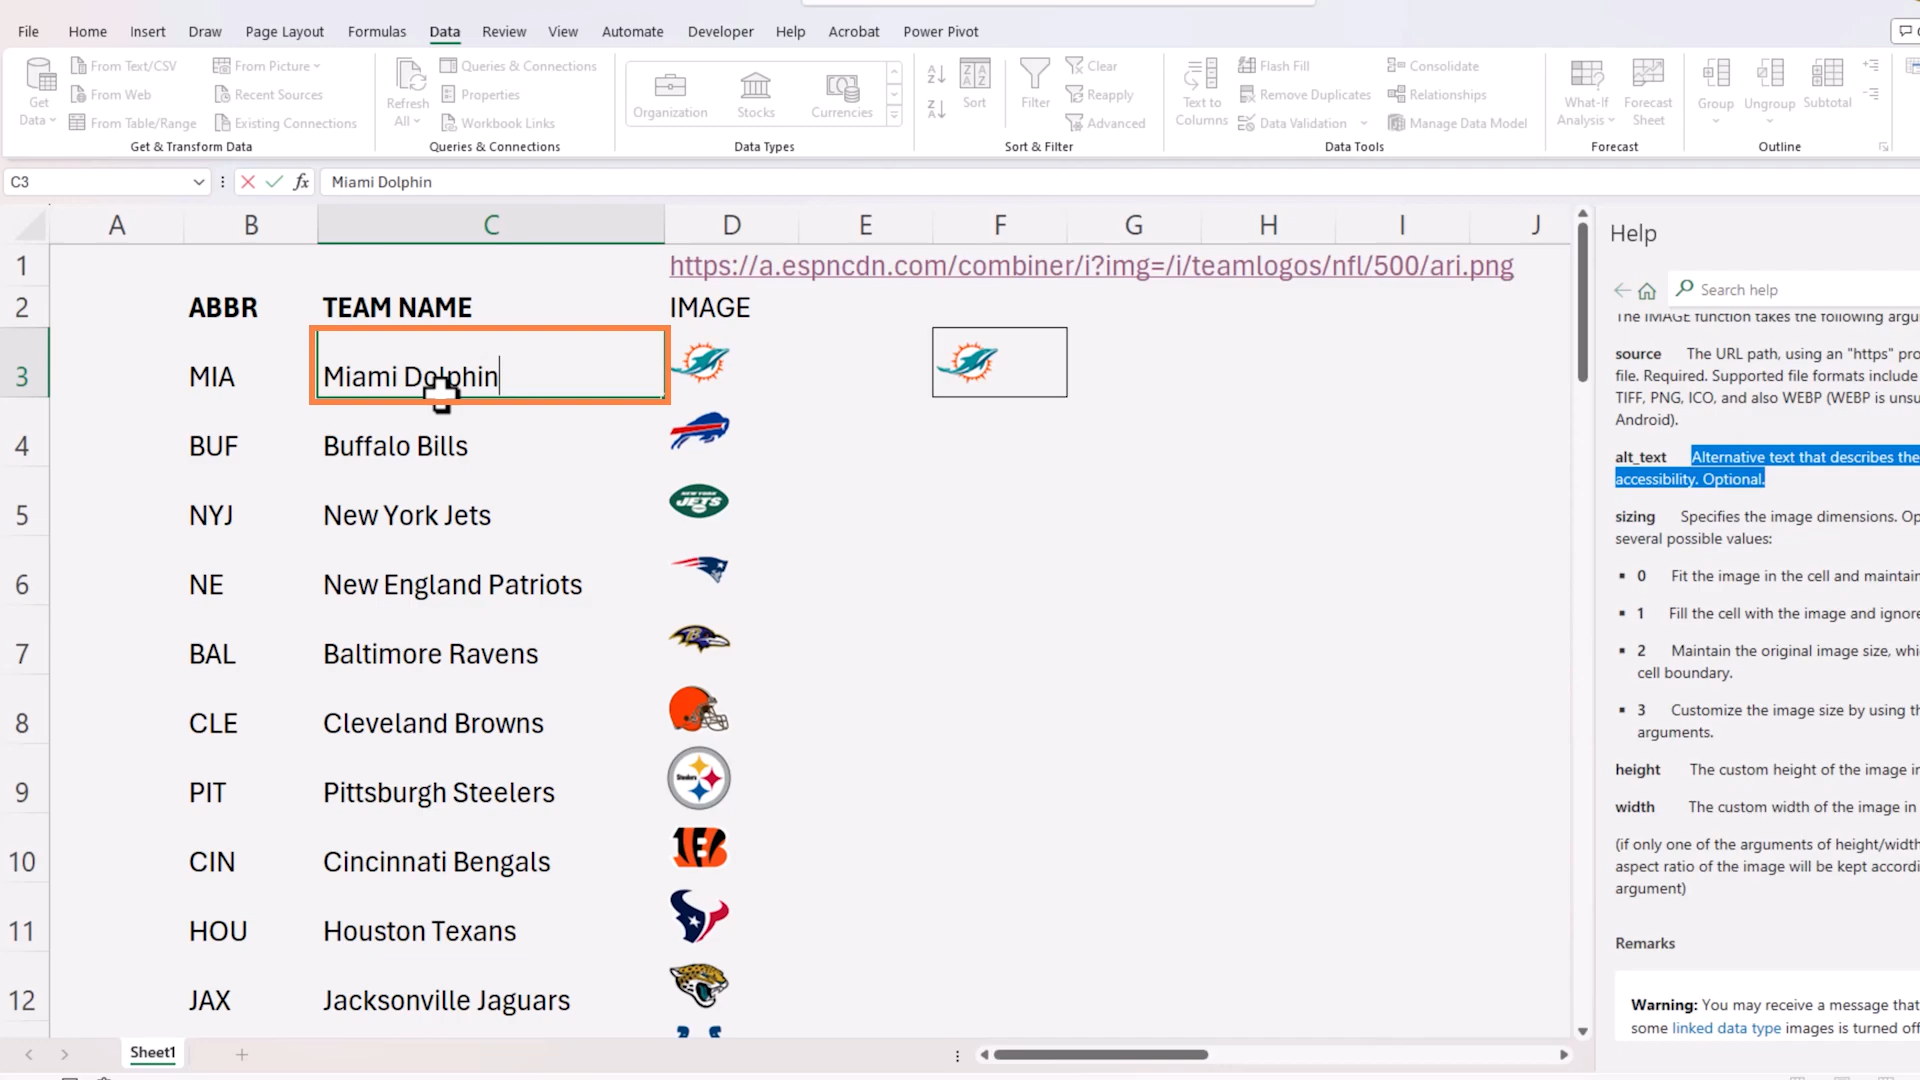 File Home Insert Draw Page Layout Formulas Data Review View Automate Developer Help Acrobat Power Pivot
Get Data
From Text/CSV
From Web
From Table/Range
From Picture
Recent Sources
Existing Connections
Get & Transform Data
Refresh All
Queries & Connections
Properties
Workbook Links
Queries & Connections
Organization Stocks Currencies
Data Types
Sort
Filter
Clear
Reapply
Advanced
Sort & Filter
Text to Columns
Flash Fill
Remove Duplicates
Data Validation
Consolidate
Relationships
Manage Data Model
Data Tools
What-If Analysis
Forecast Sheet
Forecast
Group Ungroup Subtotal
Outline
C3 fx Miami Dolphin
A B C D E F G H I J
1 https://a.espncdn.com/combiner/i?img=/i/teamlogos/nfl/500/ari.png
2 ABBR TEAM NAME IMAGE
3 MIA Miami Dolphin
4 BUF Buffalo Bills
5 NYJ New York Jets
NEW YORK
JETS
6 NE New England Patriots
7 BAL Baltimore Ravens
8 CLE Cleveland Browns
9 PIT Pittsburgh Steelers
Steelers
10 CIN Cincinnati Bengals
11 HOU Houston Texans
12 JAX Jacksonville Jaguars
Sheet1
Help
Search help
The IMAGE function takes the following argu
source The URL path, using an "https" pro
file. Required. Supported file formats include
TIFF, PNG, ICO, and also WEBP (WEBP is unsu
Android).
alt_text Alternative text that describes the
accessibility. Optional.
sizing Specifies the image dimensions. Op
several possible values:
▪ 0 Fit the image in the cell and maintain
▪ 1 Fill the cell with the image and ignore
▪ 2 Maintain the original image size, whi
cell boundary.
▪ 3 Customize the image size by using th
arguments.
height The custom height of the image in
width The custom width of the image in
(if only one of the arguments of height/width
aspect ratio of the image will be kept accordi
argument)
Remarks
Warning: You may receive a message that
some linked data type images is turned off